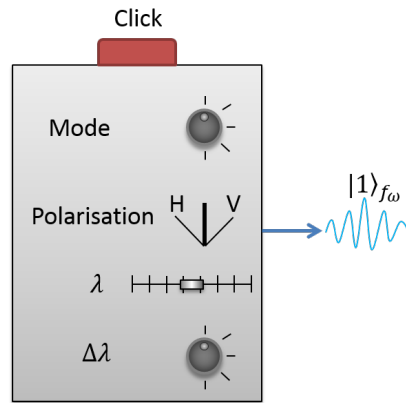 Click
Mode
H V
Polarisation
|1⟩fω
λ
Δλ